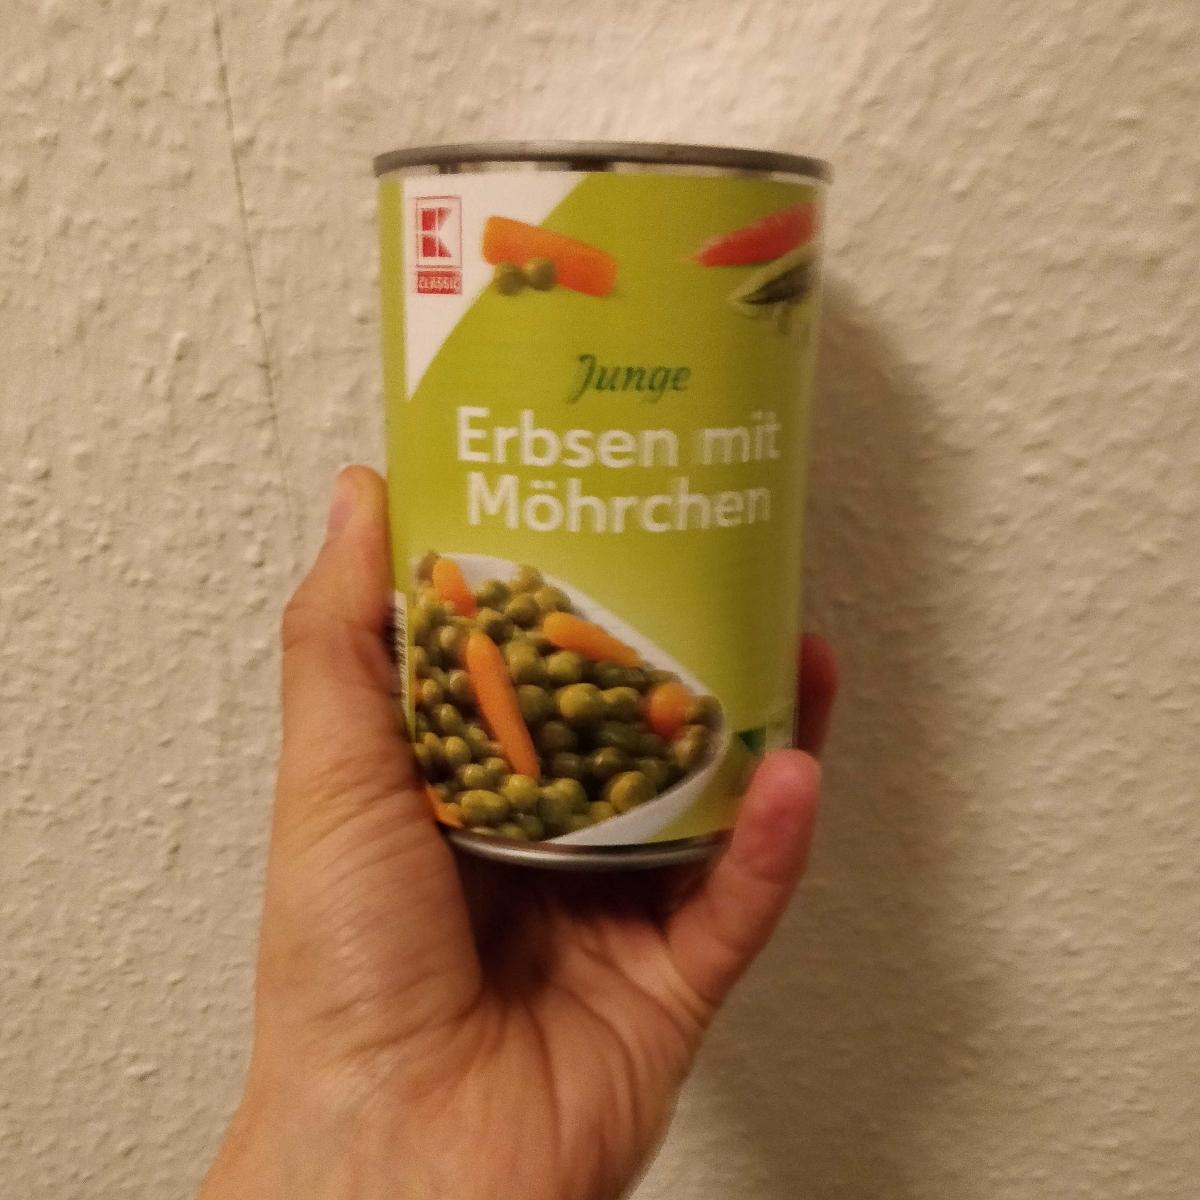 K
CLASSIC
Junge
Erbsen mit
Möhrchen